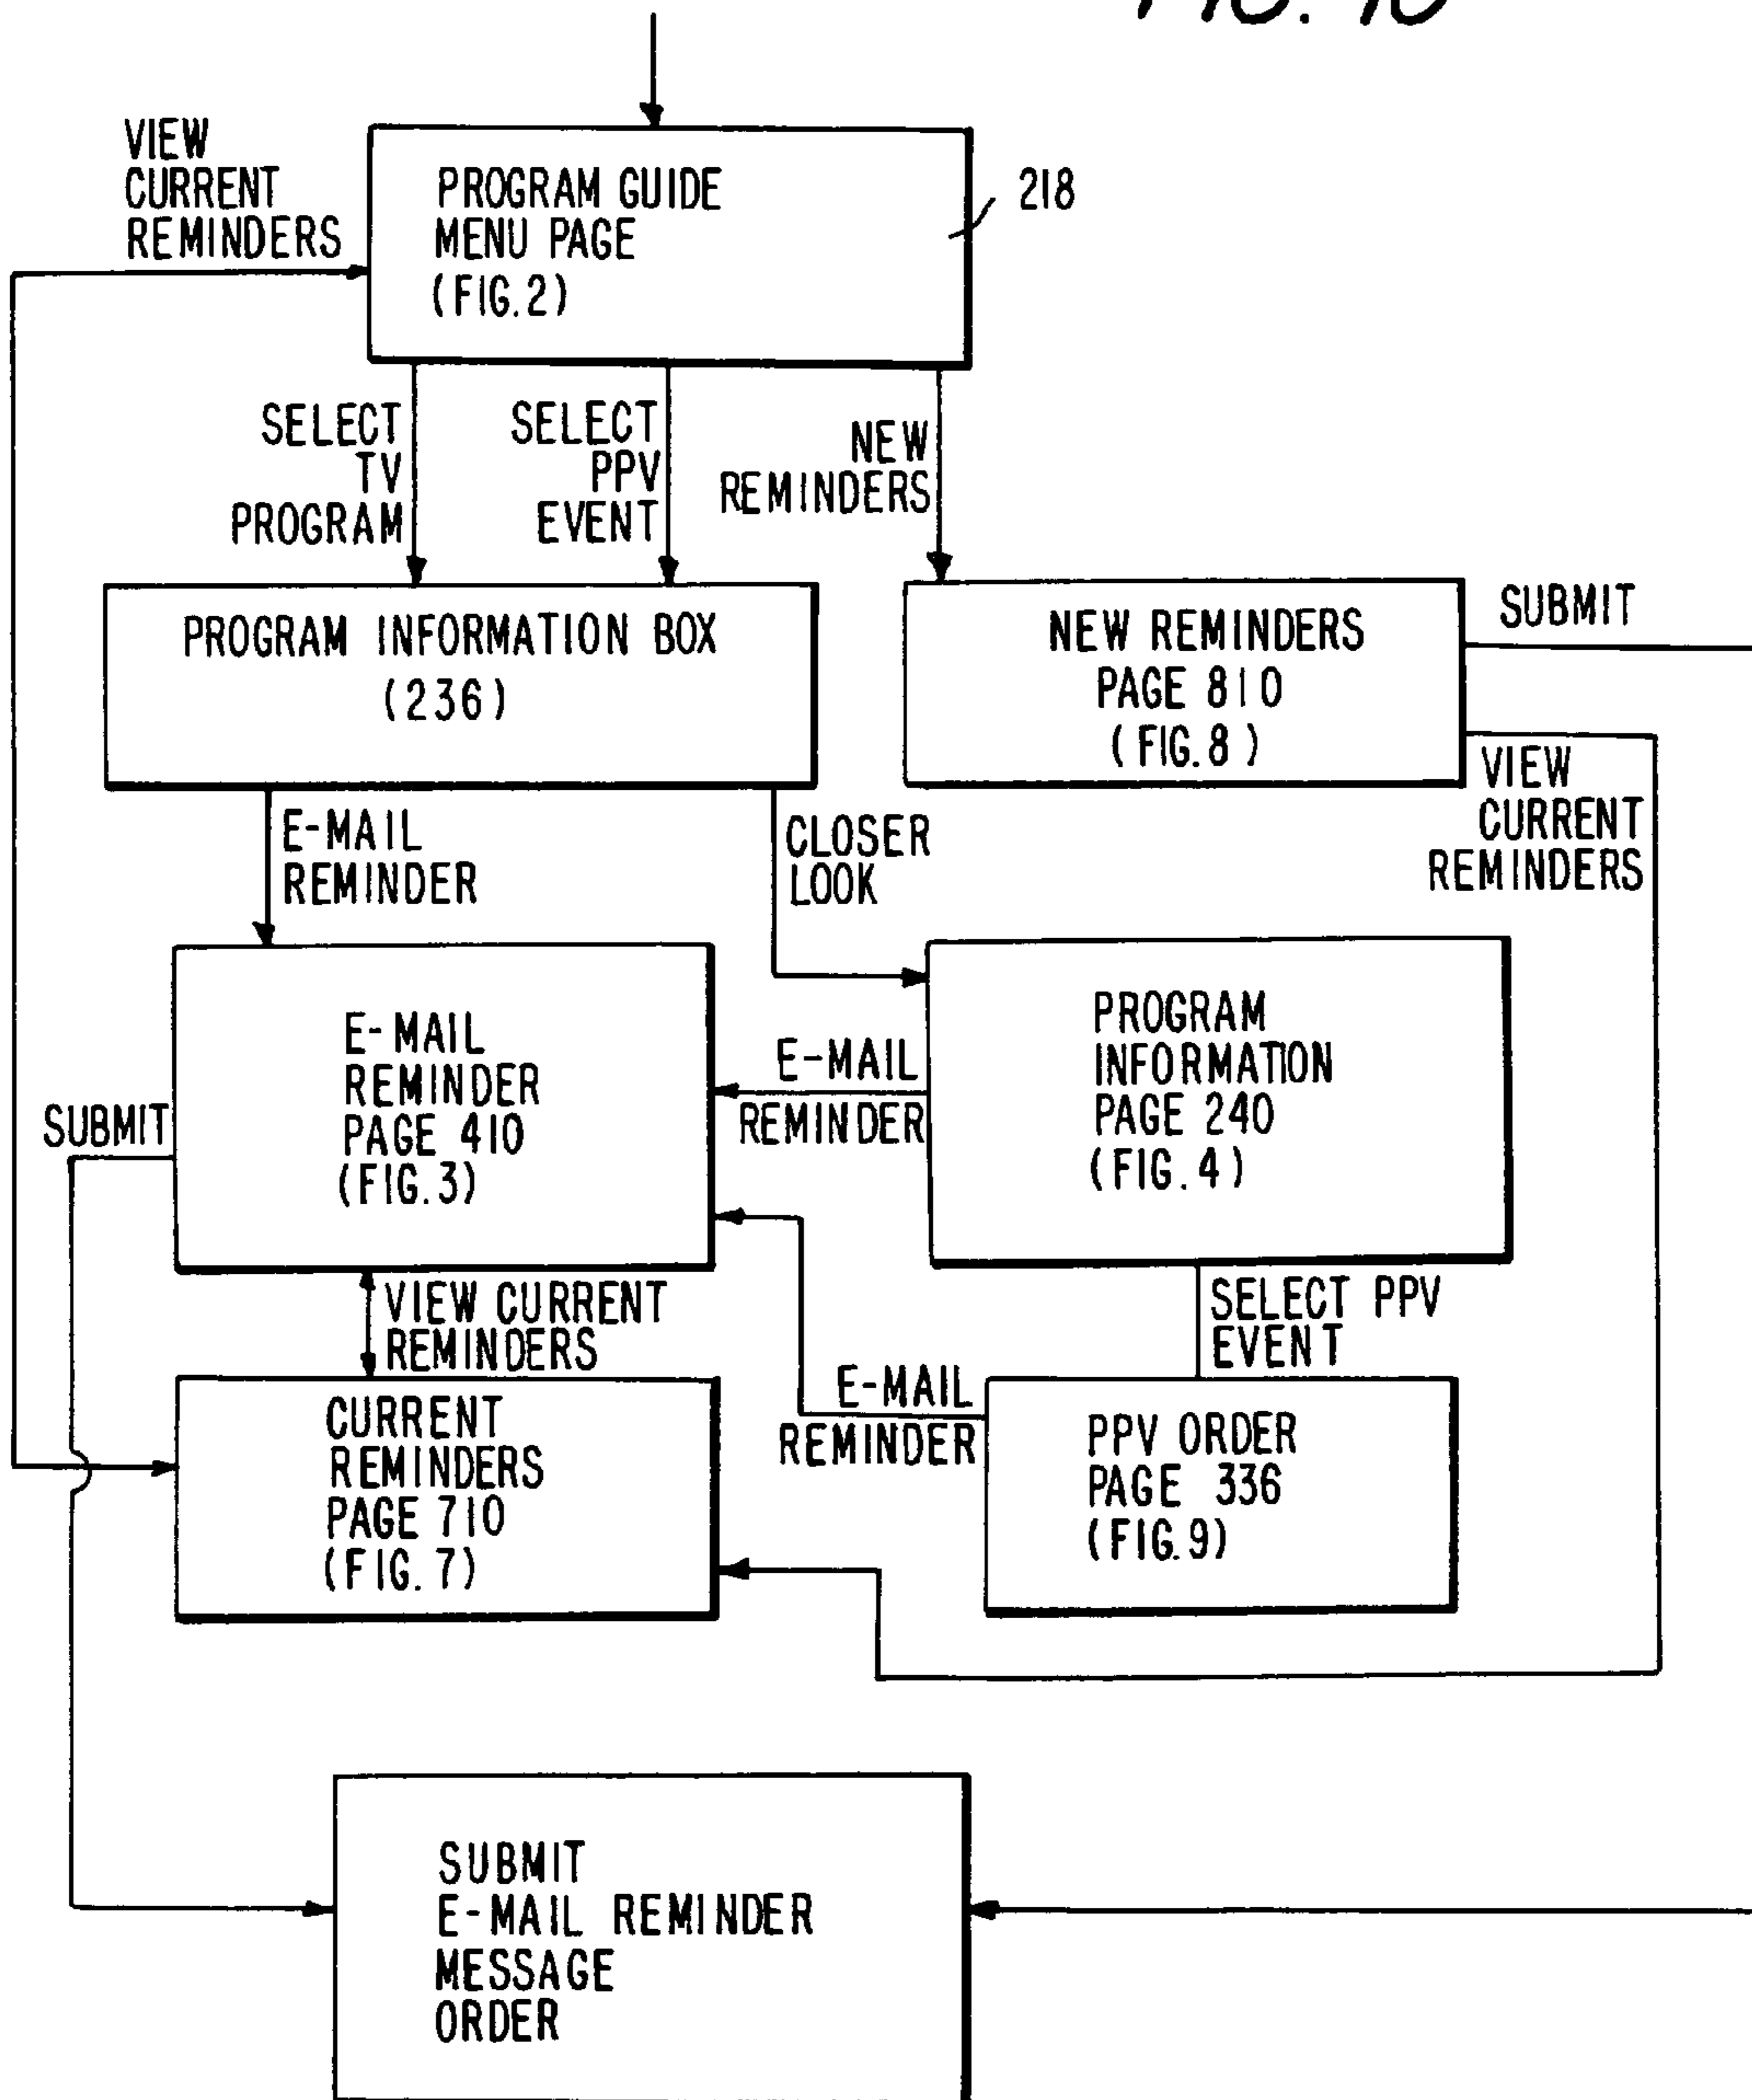 FIG. 10
VIEW
CURRENT
REMINDERS
PROGRAM GUIDE
MENU PAGE
(FIG. 2)
218
SELECT
TV
PROGRAM
SELECT
PPV
EVENT
NEW
REMINDERS
PROGRAM INFORMATION BOX
(236)
NEW REMINDERS
PAGE 810
(FIG. 8)
SUBMIT
VIEW
CURRENT
REMINDERS
E-MAIL
REMINDER
CLOSER
LOOK
E-MAIL
REMINDER
PAGE 410
(FIG. 3)
E-MAIL
REMINDER
PROGRAM
INFORMATION
PAGE 240
(FIG. 4)
SUBMIT
VIEW CURRENT
REMINDERS
SELECT PPV
EVENT
E-MAIL
REMINDER
CURRENT
REMINDERS
PAGE 710
(FIG. 7)
PPV ORDER
PAGE 336
(FIG. 9)
SUBMIT
E-MAIL REMINDER
MESSAGE
ORDER